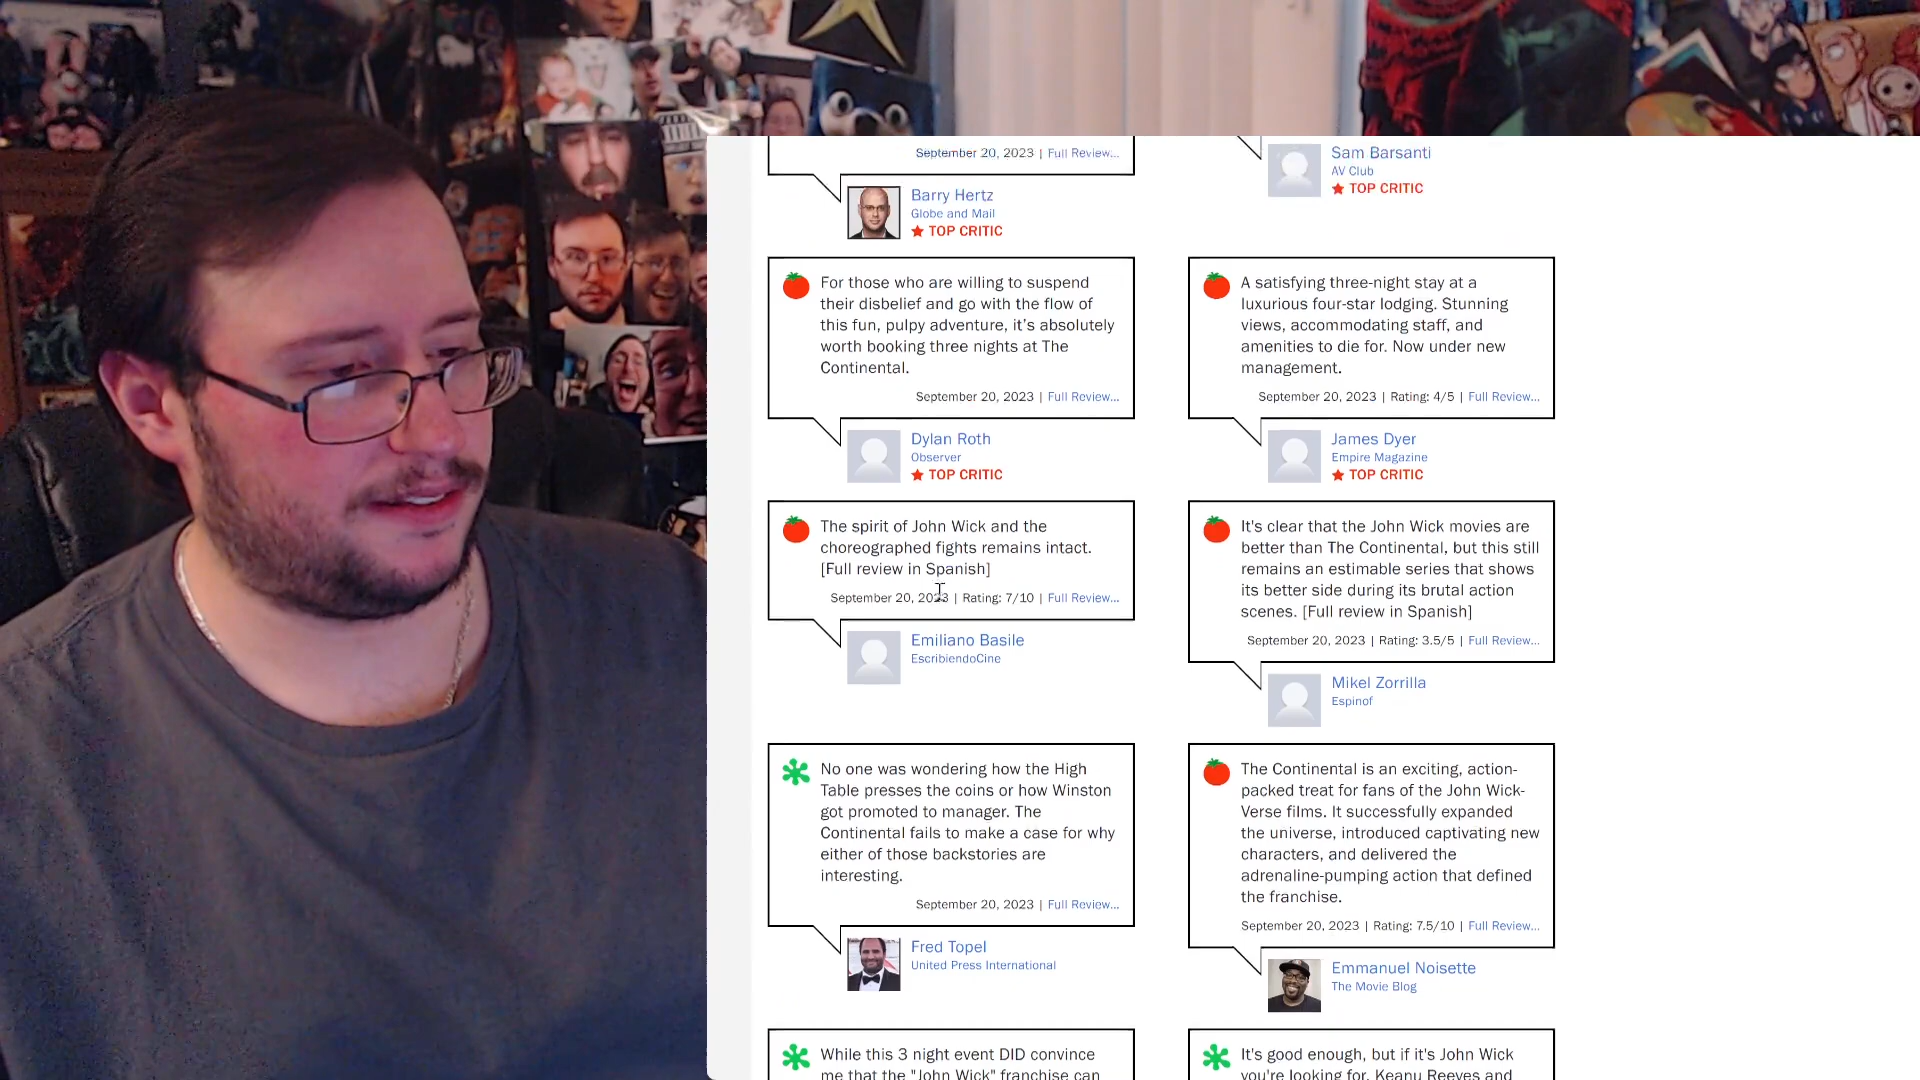 September 20, 2023 | Full Review...
Barry Hertz
Globe and Mail
TOP CRITIC
Sam Barsanti
AV Club
TOP CRITIC
For those who are willing to suspend
their disbelief and go with the flow of
this fun, pulpy adventure, it's absolutely
worth booking three nights at The
Continental.
September 20, 2023 | Full Review...
Dylan Roth
Observer
TOP CRITIC
A satisfying three-night stay at a
luxurious four-star lodging. Stunning
views, accommodating staff, and
amenities to die for. Now under new
management.
September 20, 2023 | Rating: 4/5 | Full Review...
James Dyer
Empire Magazine
TOP CRITIC
The spirit of John Wick and the
choreographed fights remains intact.
[Full review in Spanish]
September 20, 2023 | Rating: 7/10 | Full Review...
Emiliano Basile
EscribiendoCine
It's clear that the John Wick movies are
better than The Continental, but this still
remains an estimable series that shows
its better side during its brutal action
scenes. [Full review in Spanish]
September 20, 2023 | Rating: 3.5/5 | Full Review...
Mikel Zorrilla
Espinof
No one was wondering how the High
Table presses the coins or how Winston
got promoted to manager. The
Continental fails to make a case for why
either of those backstories are
interesting.
September 20, 2023 | Full Review...
Fred Topel
United Press International
The Continental is an exciting, action-
packed treat for fans of the John Wick-
Verse films. It successfully expanded
the universe, introduced captivating new
characters, and delivered the
adrenaline-pumping action that defined
the franchise.
September 20, 2023 | Rating: 7.5/10 | Full Review...
Emmanuel Noisette
The Movie Blog
While this 3 night event DID convince
me that the "John Wick" franchise can
It's good enough, but if it's John Wick
you're looking for, Keanu Reeves and